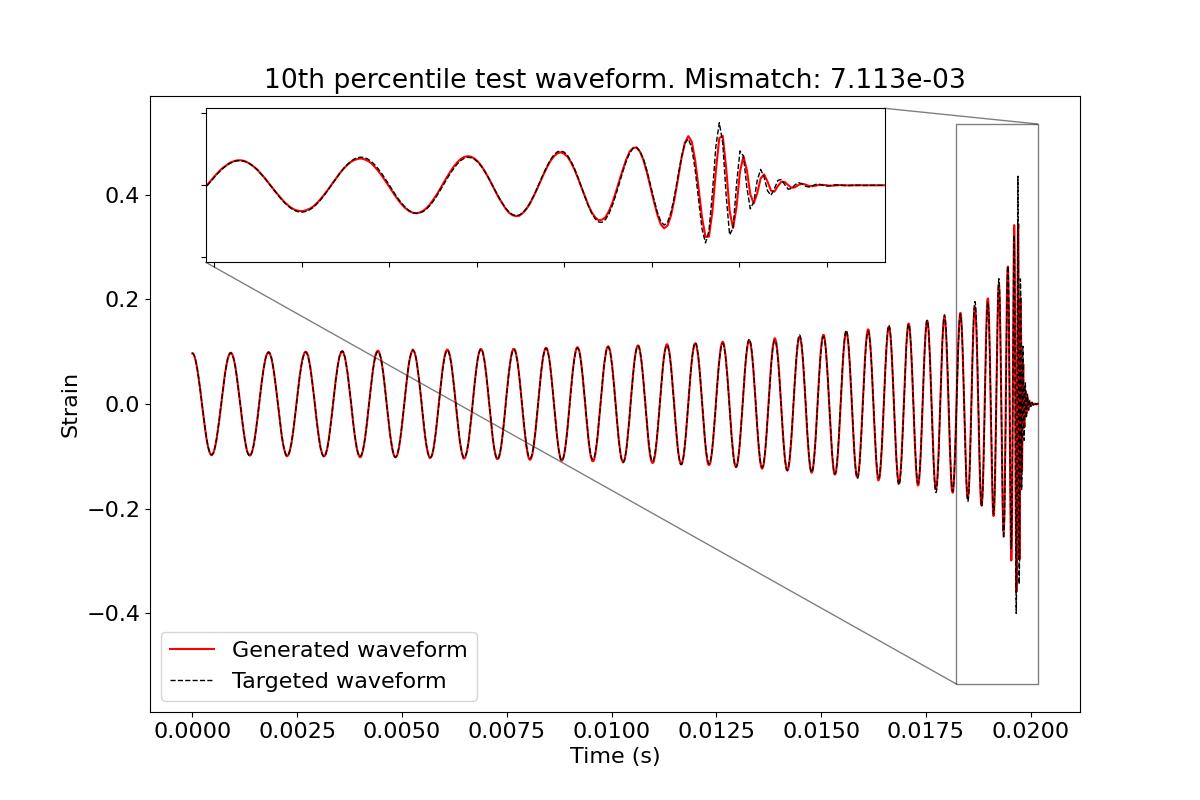 10th percentile test waveform. Mismatch: 7.113e-03
0.4
0.2
0.0
−0.2
−0.4
Strain
Generated waveform
Targeted waveform
0.0000 0.0025 0.0050 0.0075 0.0100 0.0125 0.0150 0.0175 0.0200
Time (s)